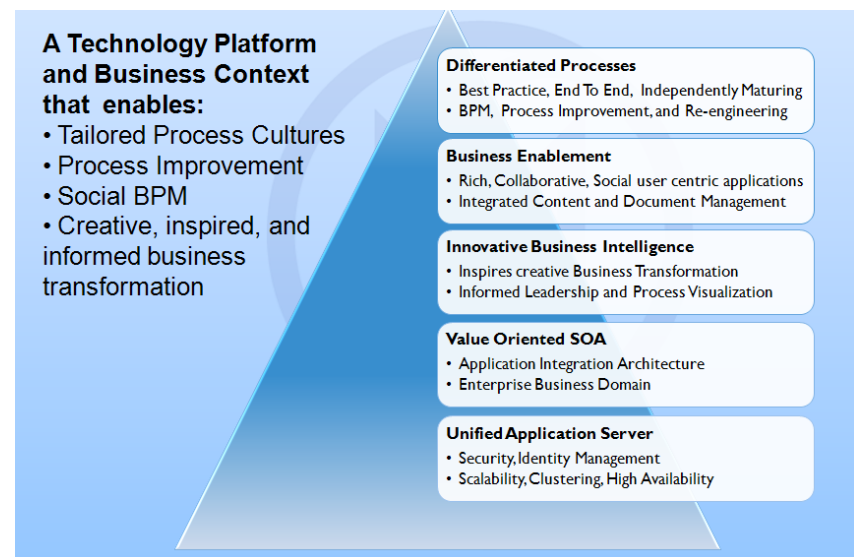 A Technology Platform
and Business Context
that enables:
• Tailored Process Cultures
• Process Improvement
• Social BPM
• Creative, inspired, and
informed business
transformation
Differentiated Processes
• Best Practice, End To End, Independently Maturing
• BPM, Process Improvement, and Re-engineering
Business Enablement
• Rich, Collaborative, Social user centric applications
• Integrated Content and Document Management
Innovative Business Intelligence
• Inspires creative Business Transformation
• Informed Leadership and Process Visualization
Value Oriented SOA
• Application Integration Architecture
• Enterprise Business Domain
Unified Application Server
• Security, Identity Management
• Scalability, Clustering, High Availability